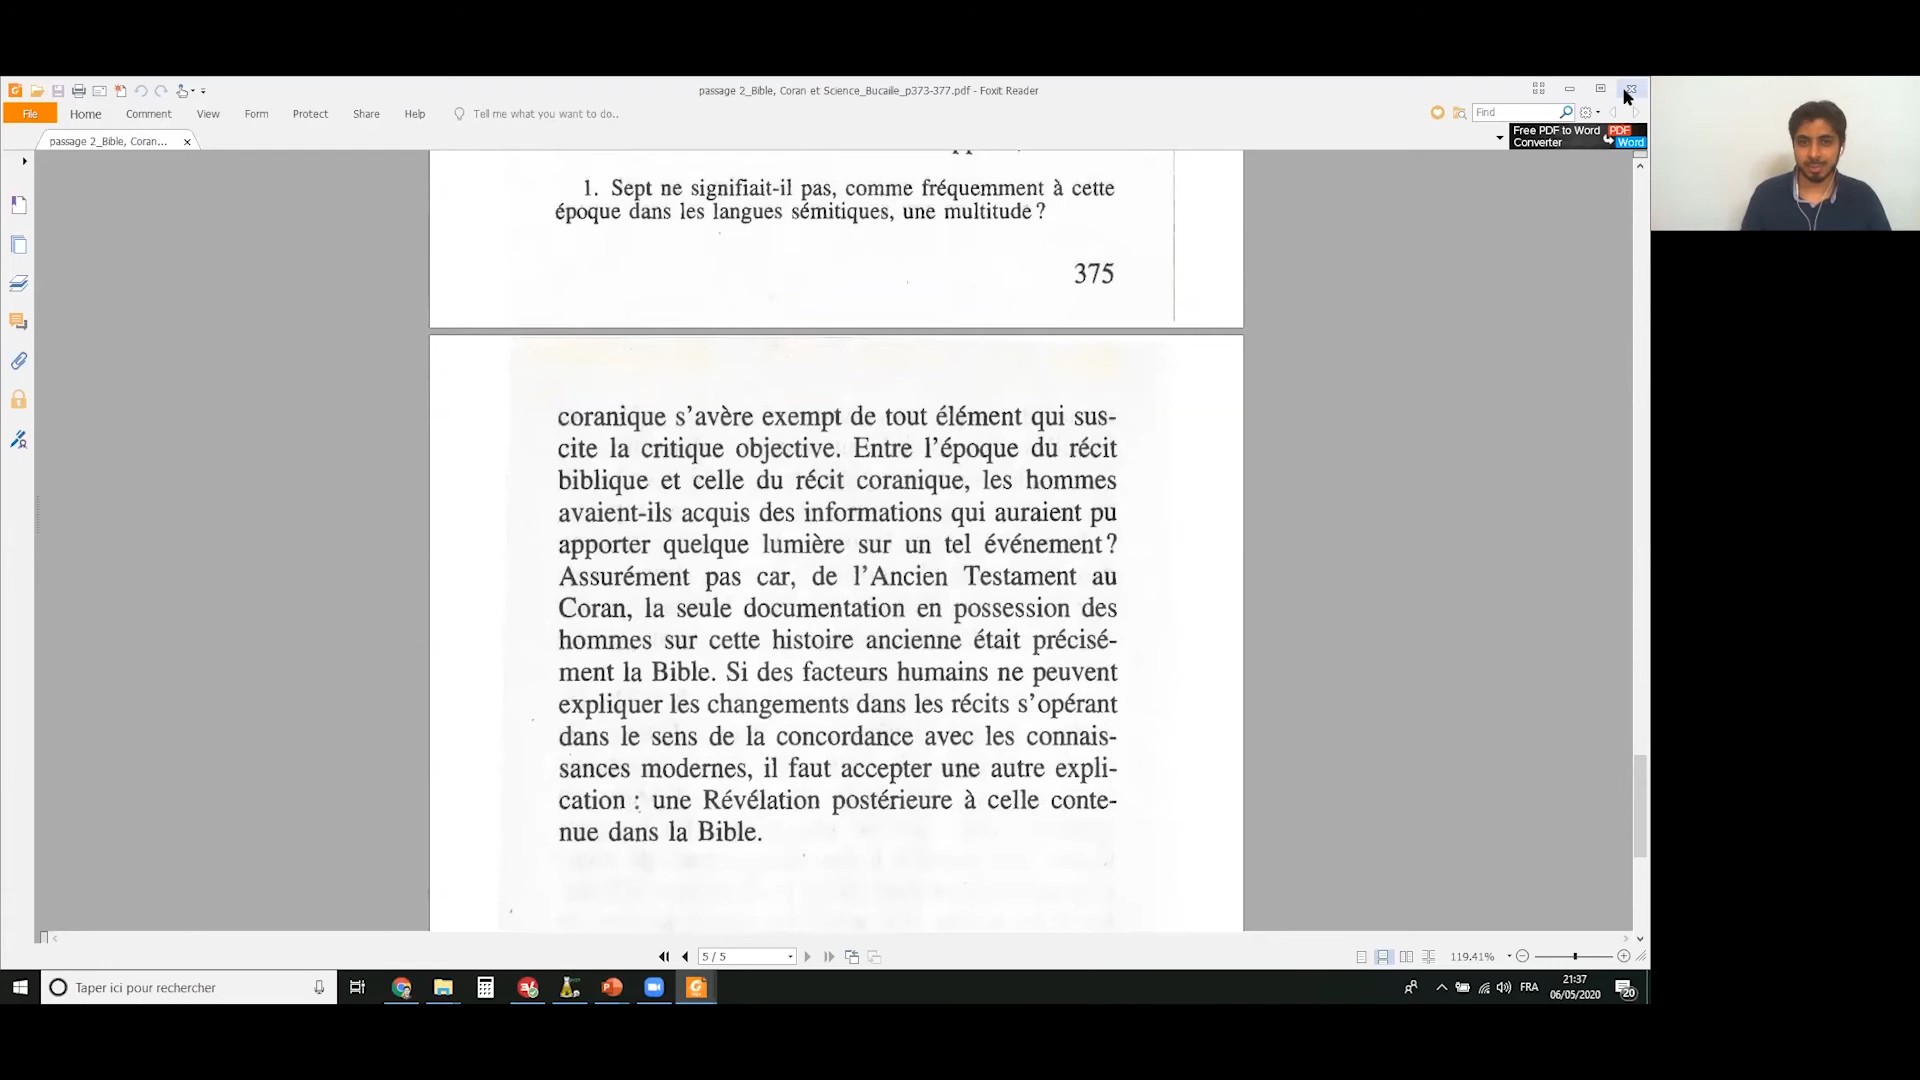 passage 2_Bible, Coran et Science_Bucaile_p373-377.pdf - Foxit Reader
File Home Comment View Form Protect Share Help Tell me what you want to do..
Find
Free PDF to Word
Converter
PDF
Word
passage 2_Bible, Coran...
1. Sept ne signifiait-il pas, comme fréquemment à cette
époque dans les langues sémitiques, une multitude ?
375
coranique s'avère exempt de tout élément qui sus-
cite la critique objective. Entre l'époque du récit
biblique et celle du récit coranique, les hommes
avaient-ils acquis des informations qui auraient pu
apporter quelque lumière sur un tel événement?
Assurément pas car, de l'Ancien Testament au
Coran, la seule documentation en possession des
hommes sur cette histoire ancienne était précisé-
ment la Bible. Si des facteurs humains ne peuvent
expliquer les changements dans les récits s'opérant
dans le sens de la concordance avec les connais-
sances modernes, il faut accepter une autre expli-
cation : une Révélation postérieure à celle conte-
nue dans la Bible.
5 / 5
119.41%
Taper ici pour rechercher
FRA
21:37
06/05/2020
20